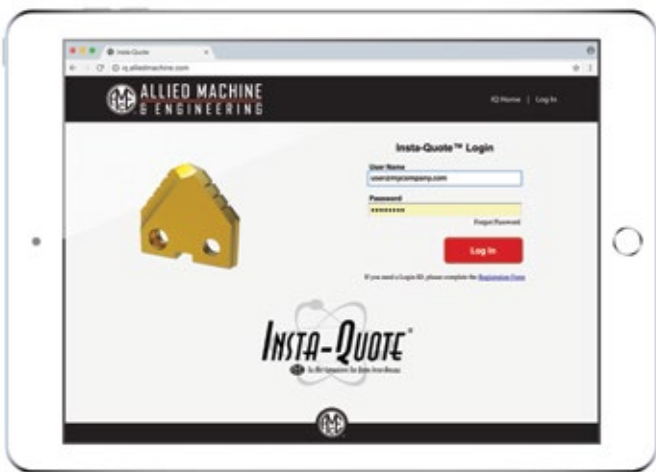 Insta-Quote
iq.alliedmachine.com
AMEC
ALLIED MACHINE
& ENGINEERING
IQ Home | Log In
Insta-Quote™ Login
User Name
user@mycompany.com
Password
Forgot Password
Log In
If you need a Login ID, please complete the Registration Form
INSTA-QUOTE®